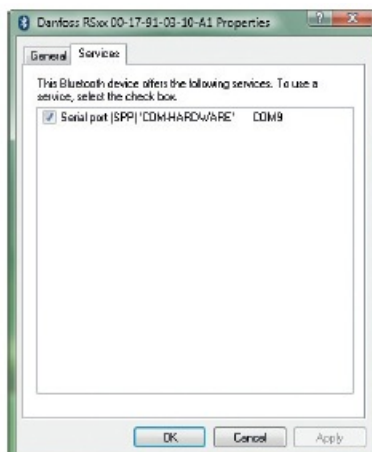 Danfoss RSxx 00-17-91-03-10-A1 Properties
General Services
This Bluetooth device offers the following services. To use a
service, select the check box.
Serial port (SPP) 'COM-HARDWARE' COM9
OK Cancel Apply